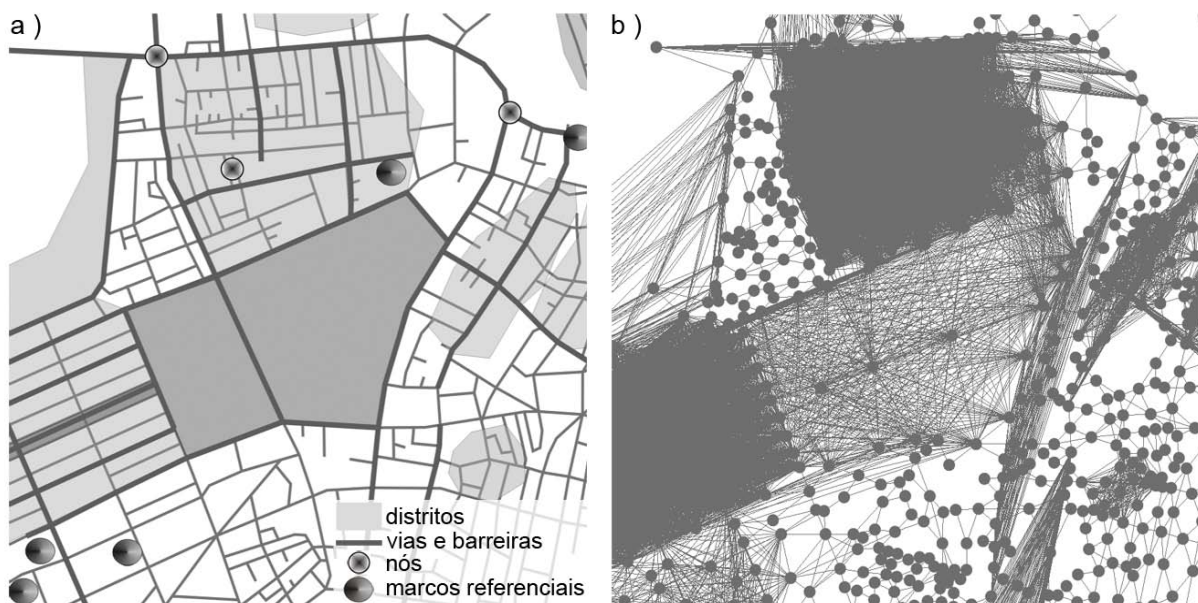 a )
b )
distritos
vias e barreiras
nós
marcos referenciais